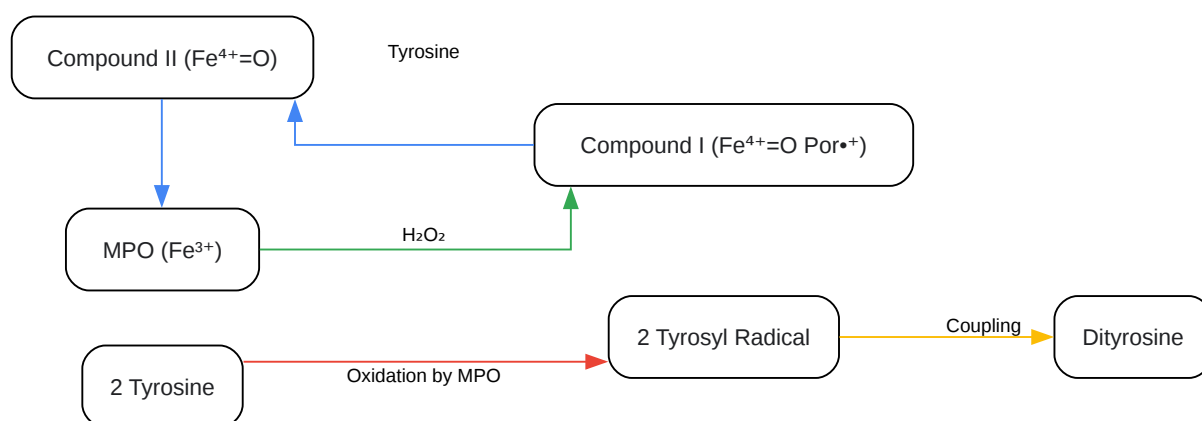 Compound II (Fe⁴⁺=O)
Tyrosine
Compound I (Fe⁴⁺=O Por•⁺)
MPO (Fe³⁺)
H₂O₂
2 Tyrosyl Radical
Coupling
Dityrosine
2 Tyrosine
Oxidation by MPO